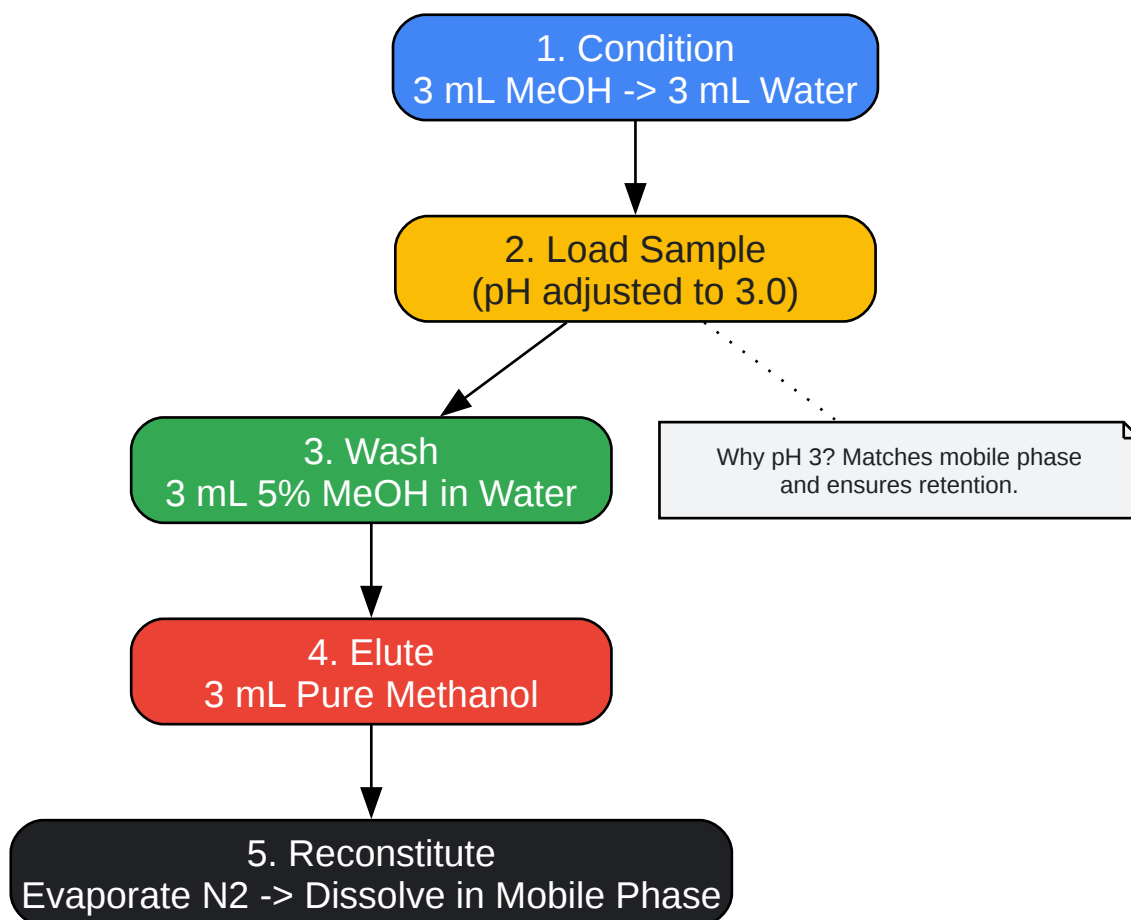 1. Condition
3 mL MeOH -> 3 mL Water
2. Load Sample
(pH adjusted to 3.0)
3. Wash
3 mL 5% MeOH in Water
Why pH 3? Matches mobile phase
and ensures retention.
4. Elute
3 mL Pure Methanol
5. Reconstitute
Evaporate N2 -> Dissolve in Mobile Phase